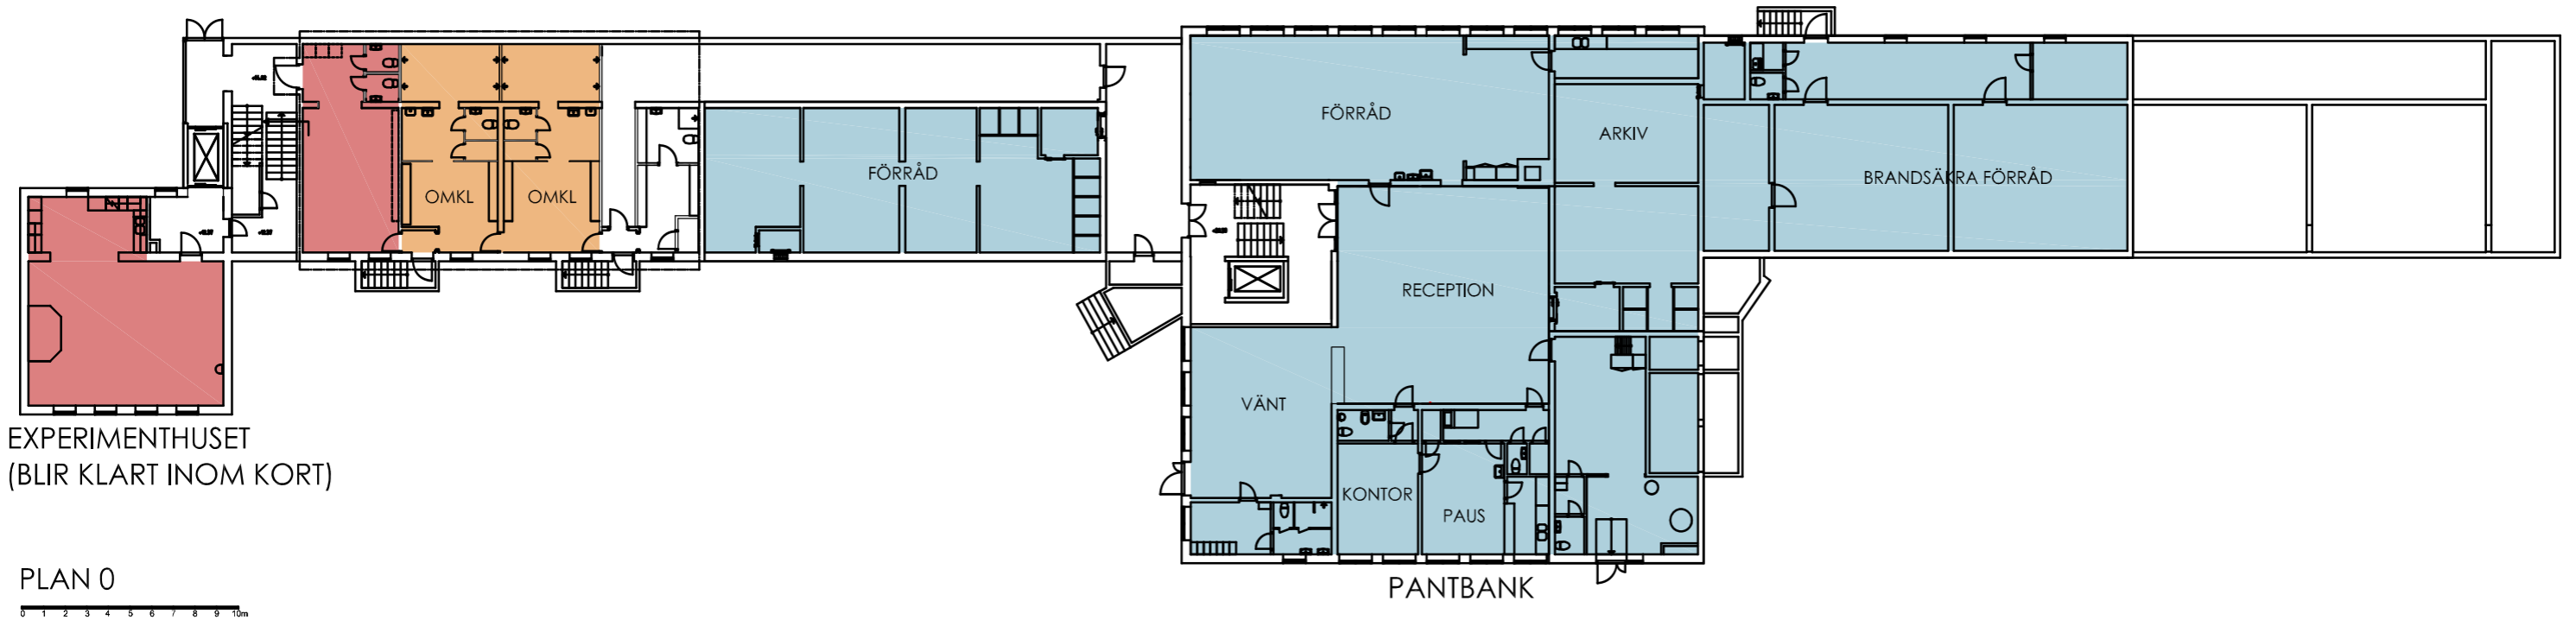 FÖRRÅD
ARKIV
FÖRRÅD
BRANDSÄKRA FÖRRÅD
OMKL
OMKL
RECEPTION
VÄNT
EXPERIMENTHUSET
(BLIR KLART INOM KORT)
KONTOR
PAUS
PLAN 0
PANTBANK
0 1 2 3 4 5 6 7 8 9 10m